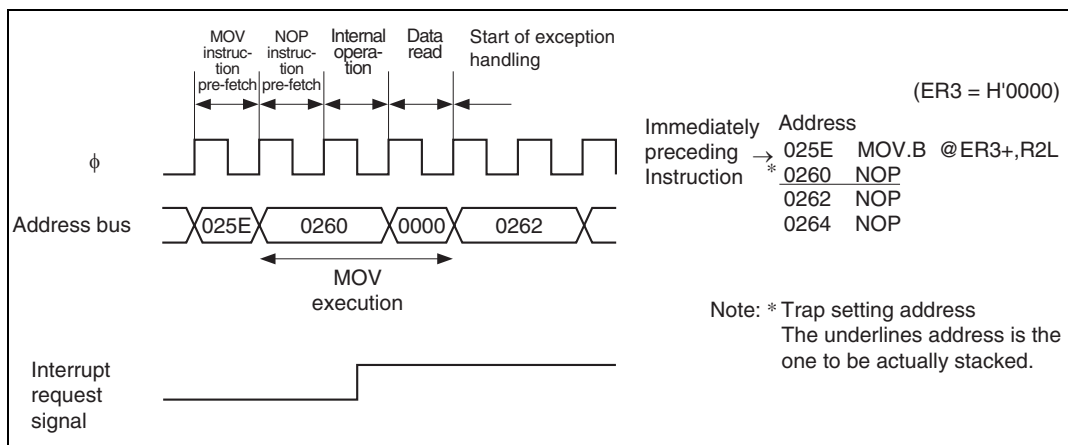 MOV
instruc-
tion
pre-fetch
NOP
instruc-
tion
pre-fetch
Internal
opera-
tion
Data
read
Start of exception
handling
(ER3 = H'0000)
Immediately
preceding
Instruction
Address
→ 025E MOV.B @ER3+,R2L
* 0260 NOP
0262 NOP
0264 NOP
φ
Address bus
025E 0260 0000 0262
MOV
execution
Note: * Trap setting address
The underlines address is the
one to be actually stacked.
Interrupt
request
signal